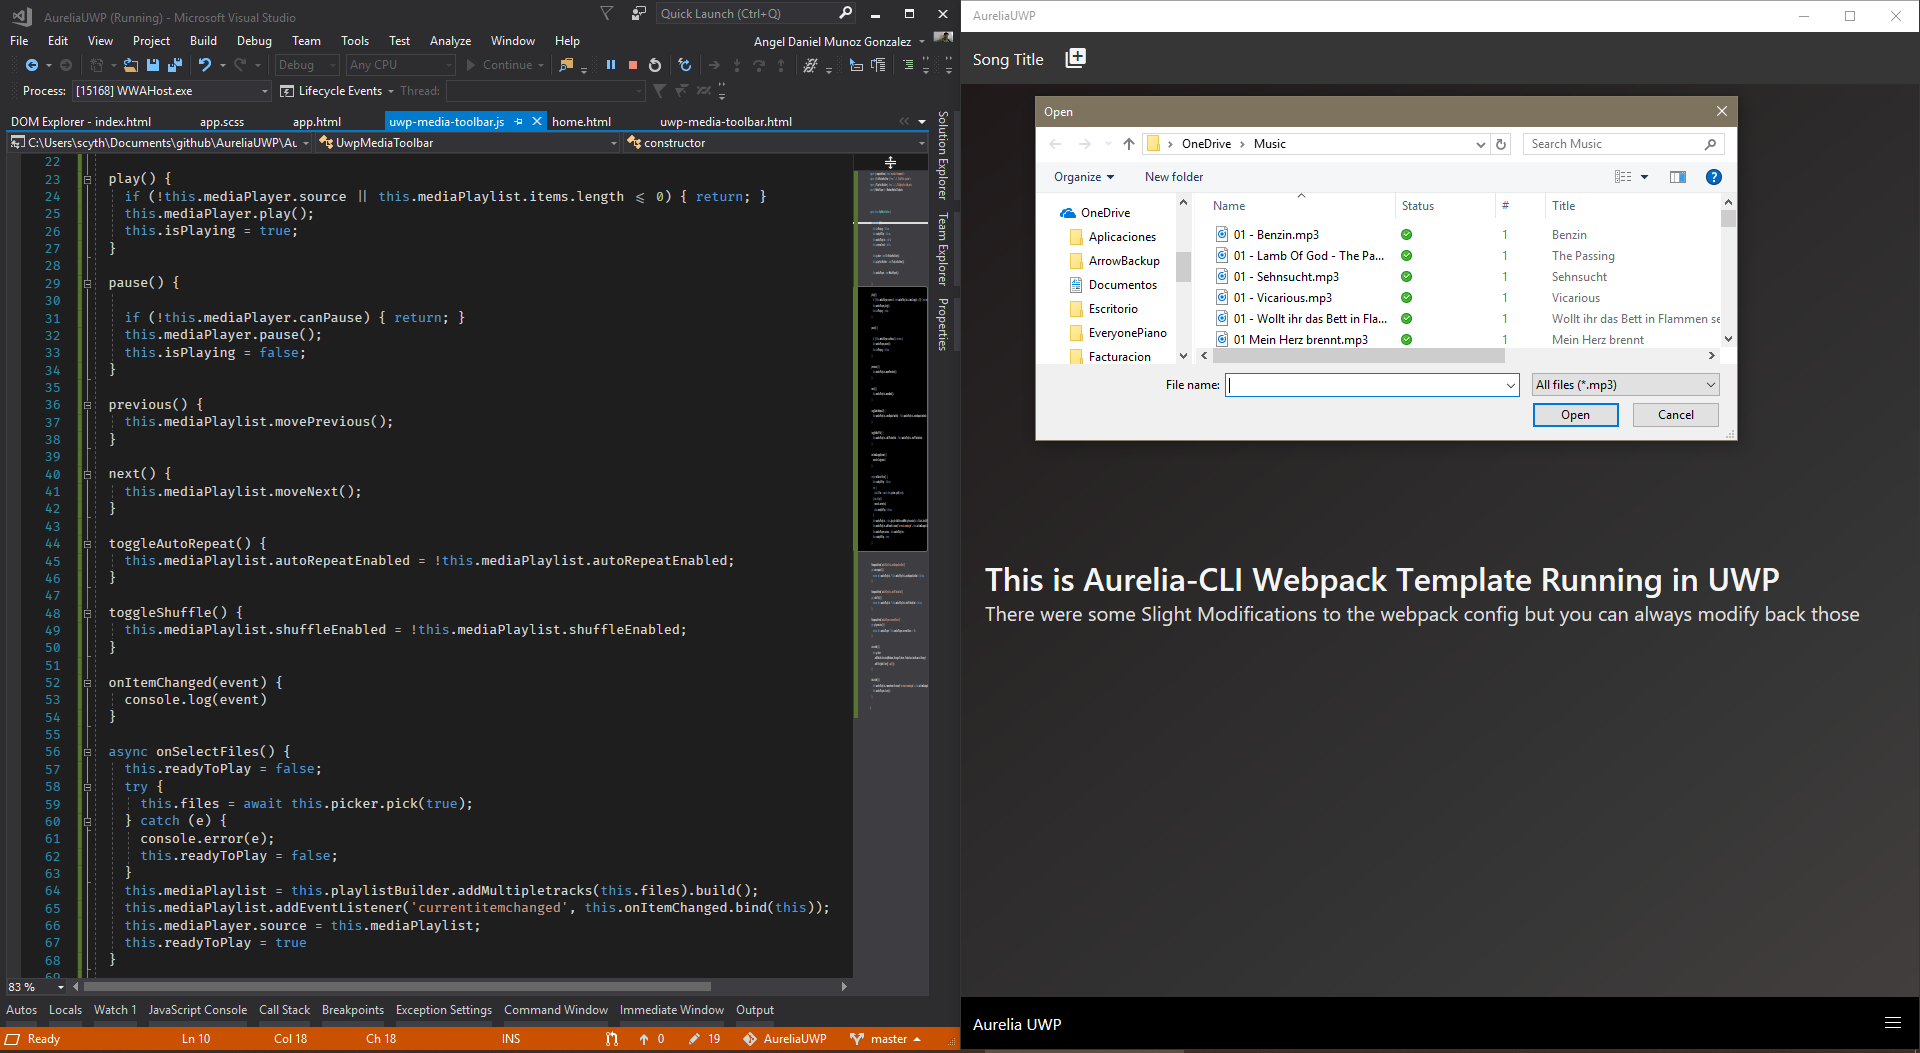 AureliaUWP (Running) - Microsoft Visual Studio
Quick Launch (Ctrl+Q)
File Edit View Project Build Debug Team Tools Test Analyze Window Help
Angel Daniel Munoz Gonzalez
Debug Any CPU Continue
Process: [15168] WWAHost.exe Lifecycle Events Thread:
DOM Explorer - index.html app.scss app.html uwp-media-toolbar.js home.html uwp-media-toolbar.html
C:\Users\scyth\Documents\github\AureliaUWP\Au UwpMediaToolbar constructor
22
23 play() {
24 if (!this.mediaPlayer.source || this.mediaPlaylist.items.length ⩽ 0) { return; }
25 this.mediaPlayer.play();
26 this.isPlaying = true;
27 }
28
29 pause() {
30
31 if (!this.mediaPlayer.canPause) { return; }
32 this.mediaPlayer.pause();
33 this.isPlaying = false;
34 }
35
36 previous() {
37 this.mediaPlaylist.movePrevious();
38 }
39
40 next() {
41 this.mediaPlaylist.moveNext();
42 }
43
44 toggleAutoRepeat() {
45 this.mediaPlaylist.autoRepeatEnabled = !this.mediaPlaylist.autoRepeatEnabled;
46 }
47
48 toggleShuffle() {
49 this.mediaPlaylist.shuffleEnabled = !this.mediaPlaylist.shuffleEnabled;
50 }
51
52 onItemChanged(event) {
53 console.log(event)
54 }
55
56 async onSelectFiles() {
57 this.readyToPlay = false;
58 try {
59 this.files = await this.picker.pick(true);
60 } catch (e) {
61 console.error(e);
62 this.readyToPlay = false;
63 }
64 this.mediaPlaylist = this.playlistBuilder.addMultipletracks(this.files).build();
65 this.mediaPlaylist.addEventListener('currentitemchanged', this.onItemChanged.bind(this));
66 this.mediaPlayer.source = this.mediaPlaylist;
67 this.readyToPlay = true
68 }
69
83 %
Solution Explorer
Team Explorer
Properties
Autos Locals Watch 1 JavaScript Console Call Stack Breakpoints Exception Settings Command Window Immediate Window Output
Ready Ln 10 Col 18 Ch 18 INS 0 19 AureliaUWP master
AureliaUWP
Song Title
Open
OneDrive Music Search Music
Organize New folder
OneDrive
Aplicaciones
ArrowBackup
Documentos
Escritorio
EveryonePiano
Facturacion
Name Status # Title
01 - Benzin.mp3 1 Benzin
01 - Lamb Of God - The Pa... 1 The Passing
01 - Sehnsucht.mp3 1 Sehnsucht
01 - Vicarious.mp3 1 Vicarious
01 - Wollt ihr das Bett in Fla... 1 Wollt ihr das Bett in Flammen se
01 Mein Herz brennt.mp3 1 Mein Herz brennt
File name: All files (*.mp3)
Open Cancel
This is Aurelia-CLI Webpack Template Running in UWP
There were some Slight Modifications to the webpack config but you can always modify back those
Aurelia UWP